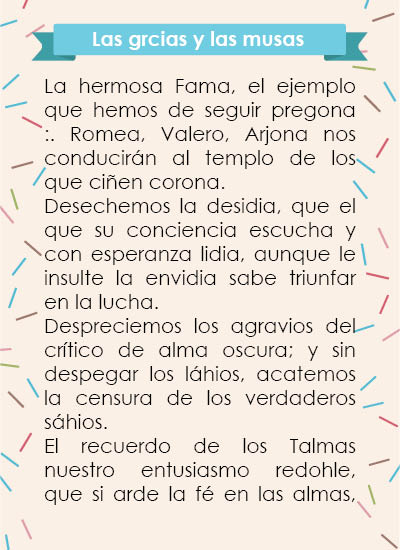 Las grcias y las musas
La hermosa Fama, el ejemplo
que hemos de seguir pregona
:. Romea, Valero, Arjona nos
conducirán al templo de los
que ciñen corona.
Desechemos la desidia, que el
que su conciencia escucha y
con esperanza lidia, aunque le
insulte la envidia sabe triunfar
en la lucha.
Despreciemos los agravios del
crítico de alma oscura; y sin
despegar los láhios, acatemos
la censura de los verdaderos
sáhios.
El recuerdo de los Talmas
nuestro entusiasmo redohle,
que si arde la fé en las almas,